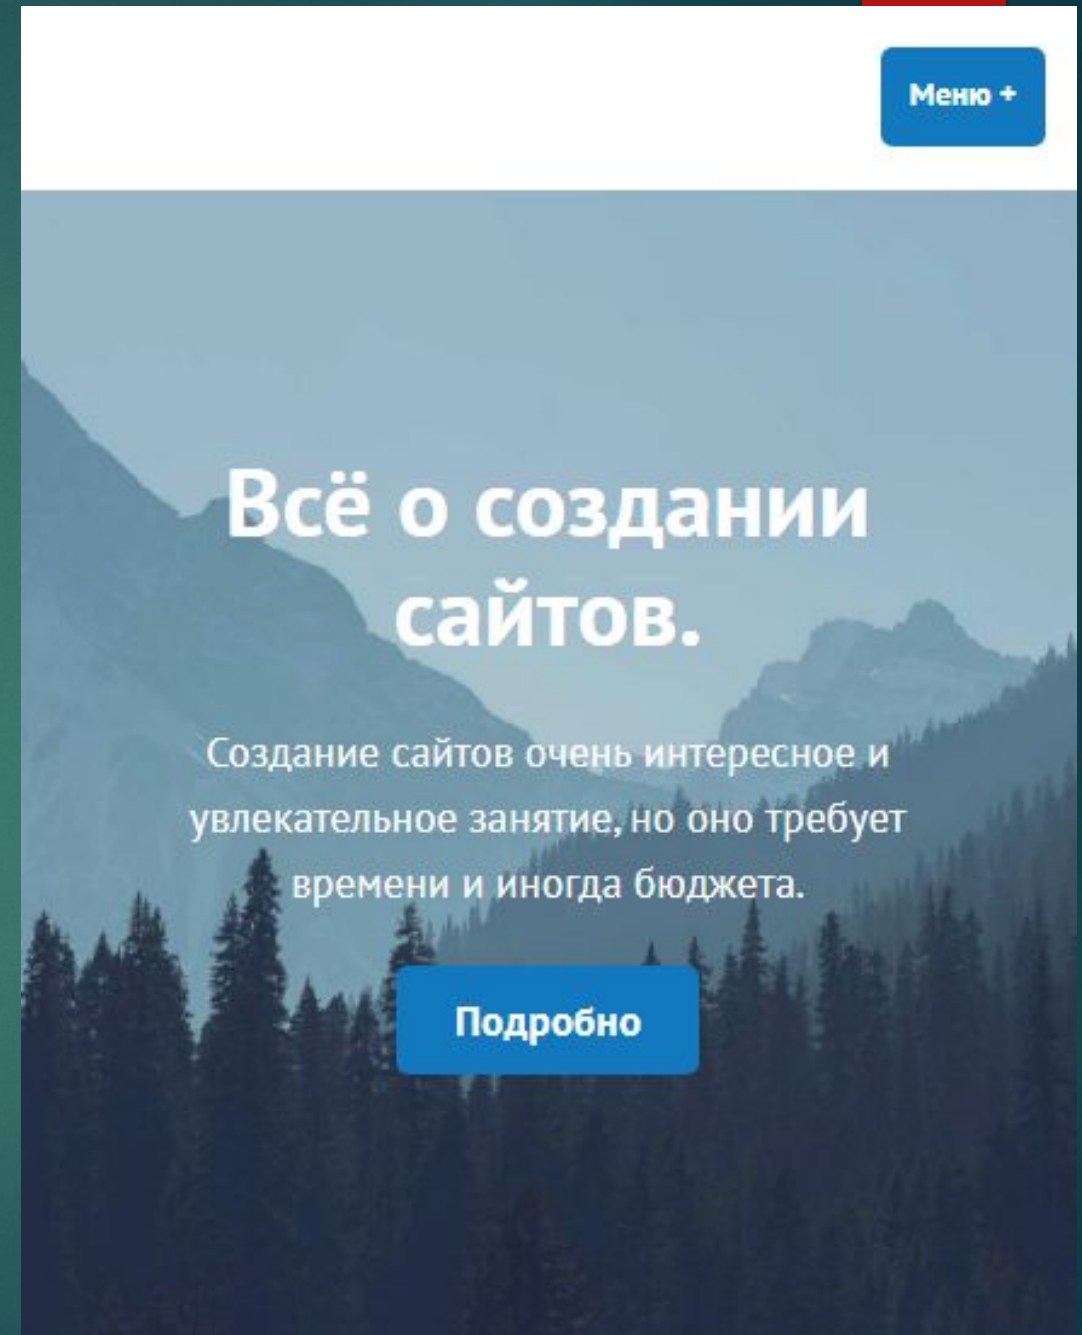 Меню +
Всё о создании
сайтов.
Создание сайтов очень интересное и
увлекательное занятие, но оно требует
времени и иногда бюджета.
Подробно